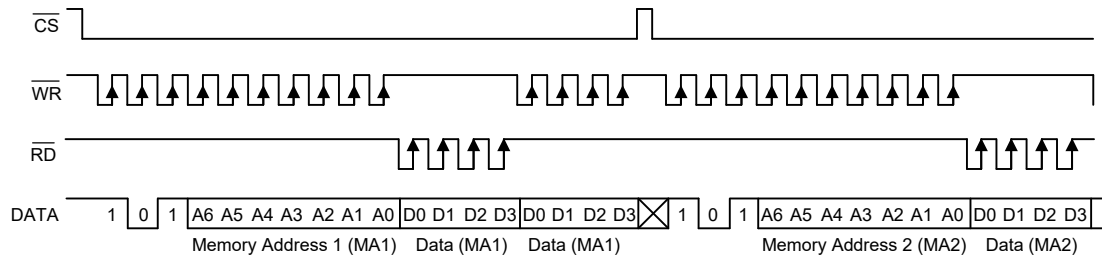 CS
WR
RD
DATA 1 0 1 A6 A5 A4 A3 A2 A1 A0 D0 D1 D2 D3 D0 D1 D2 D3 1 0 1 A6 A5 A4 A3 A2 A1 A0 D0 D1 D2 D3
Memory Address 1 (MA1) Data (MA1) Data (MA1) Memory Address 2 (MA2) Data (MA2)